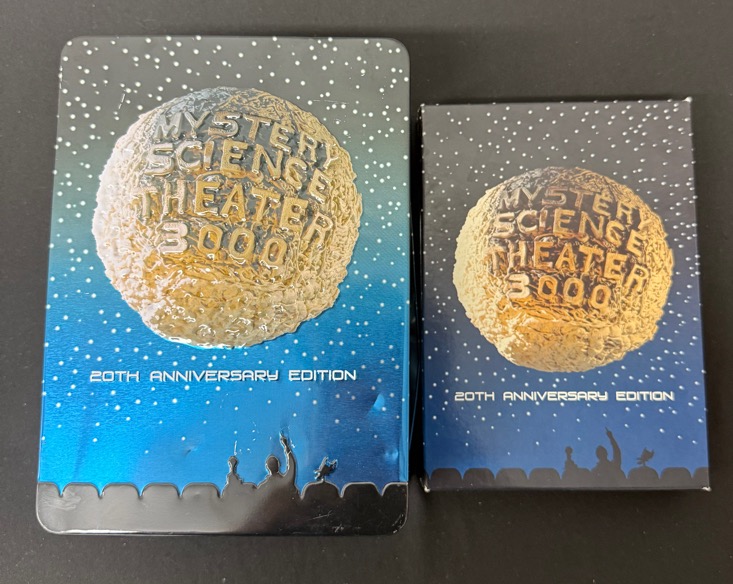 MYSTERY
SCIENCE
THEATER
3000
20TH ANNIVERSARY EDITION
MYSTERY
SCIENCE
THEATER
3000
20TH ANNIVERSARY EDITION